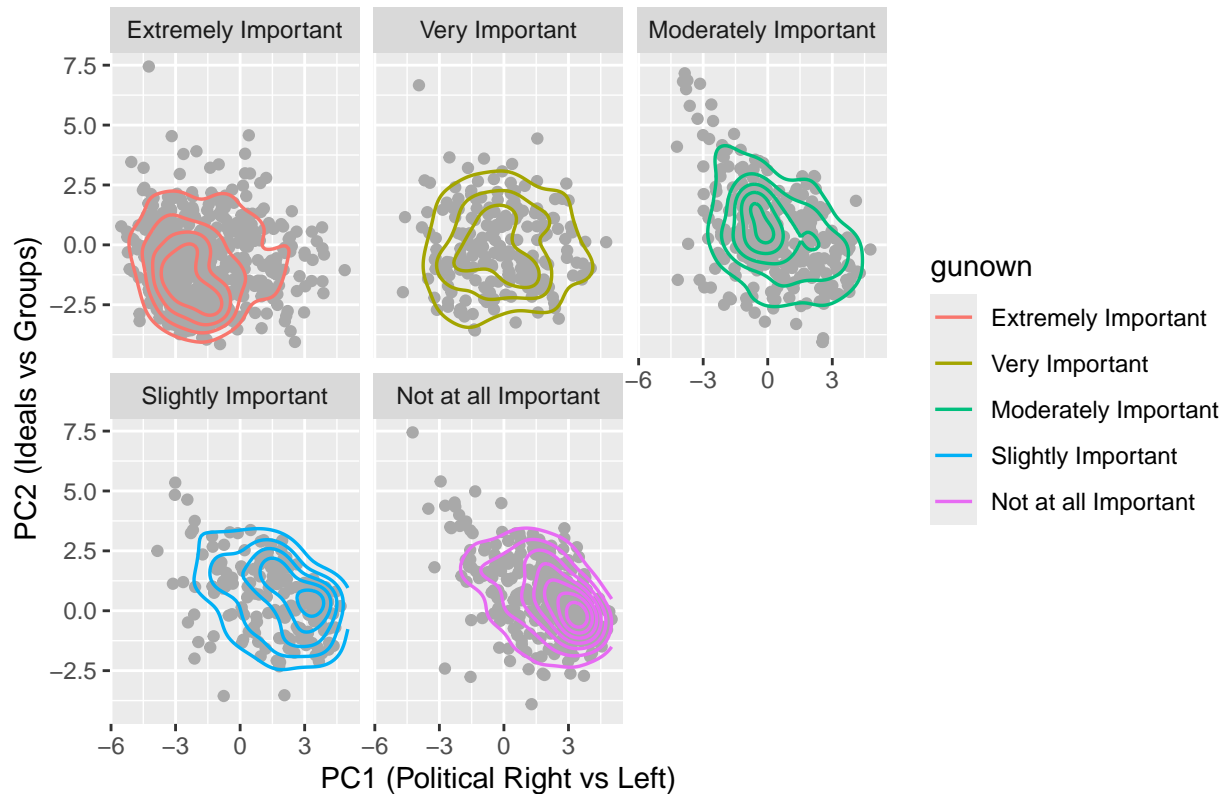 Extremely Important
Very Important
Moderately Important
7.5
5.0
2.5
0.0
−2.5
−6 −3 0 3
Slightly Important
Not at all Important
7.5
5.0
2.5
0.0
−2.5
−6 −3 0 3
−6 −3 0 3
PC1 (Political Right vs Left)
PC2 (Ideals vs Groups)
gunown
Extremely Important
Very Important
Moderately Important
Slightly Important
Not at all Important